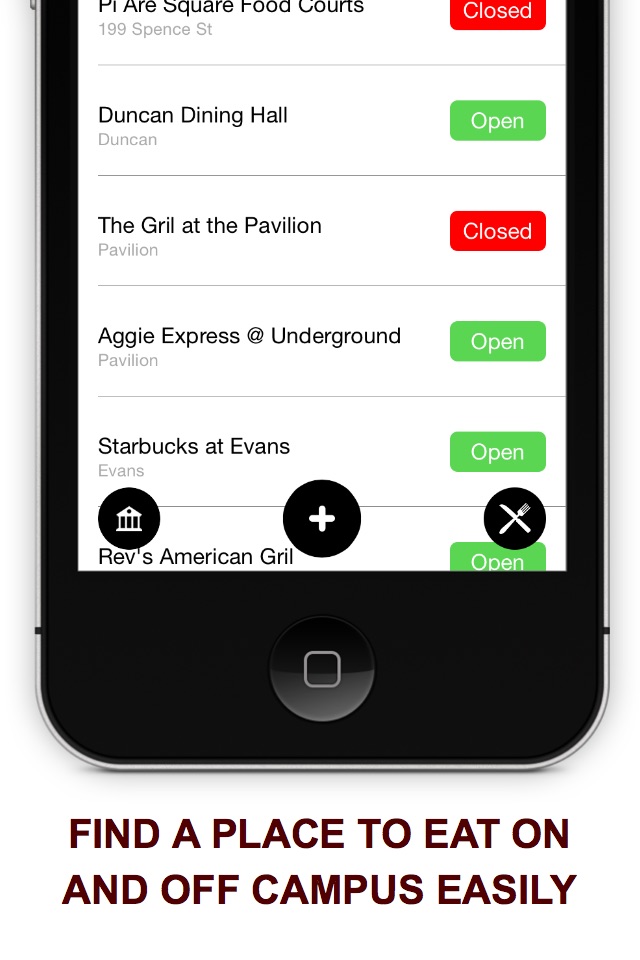 Pi Are Square Food Courts
Closed
199 Spence St
Duncan Dining Hall
Open
Duncan
The Gril at the Pavilion
Closed
Pavilion
Aggie Express @ Underground
Open
Pavilion
Starbucks at Evans
Open
Evans
Rev's American Gril
Open
FIND A PLACE TO EAT ON
AND OFF CAMPUS EASILY